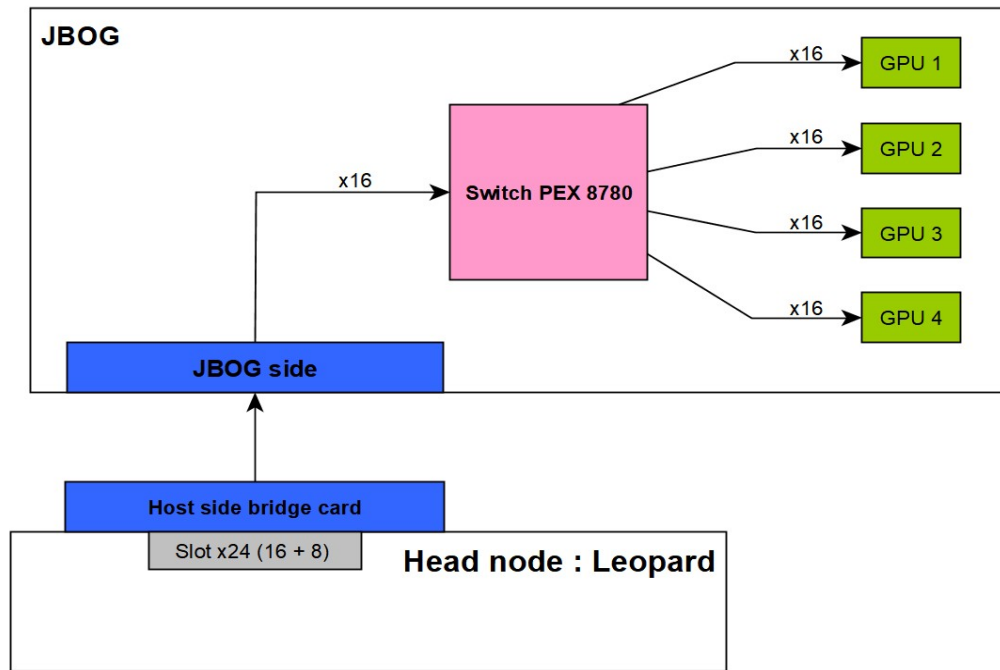 JBOG
x16
GPU 1
x16
GPU 2
x16
Switch PEX 8780
x16
GPU 3
x16
GPU 4
JBOG side
Host side bridge card
Slot x24 (16 + 8)
Head node : Leopard